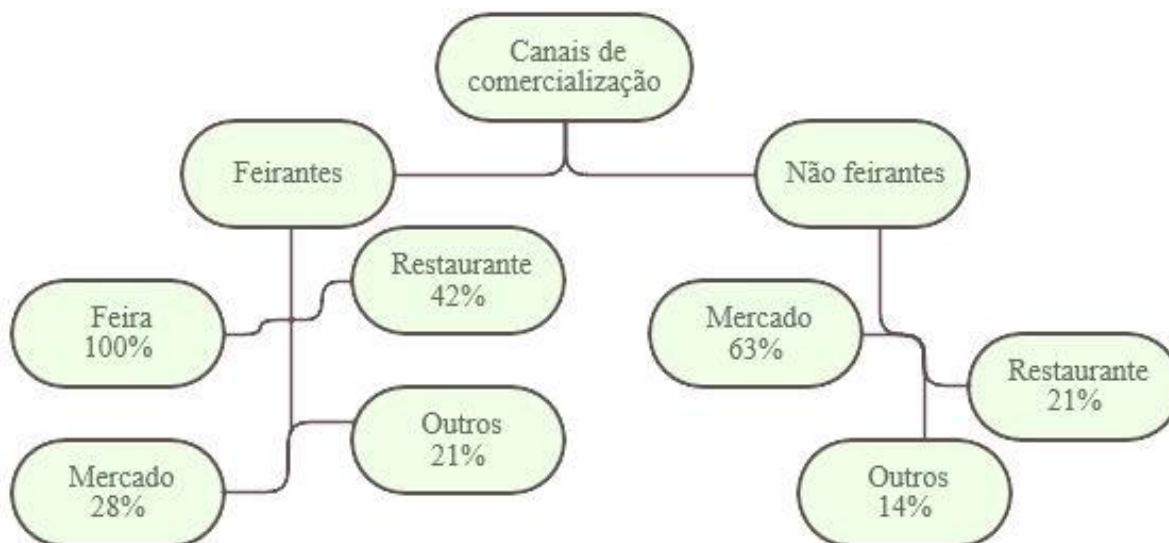 Canais de
comercialização
Feirantes
Não feirantes
Restaurante
42%
Feira
100%
Mercado
63%
Restaurante
21%
Outros
21%
Mercado
28%
Outros
14%